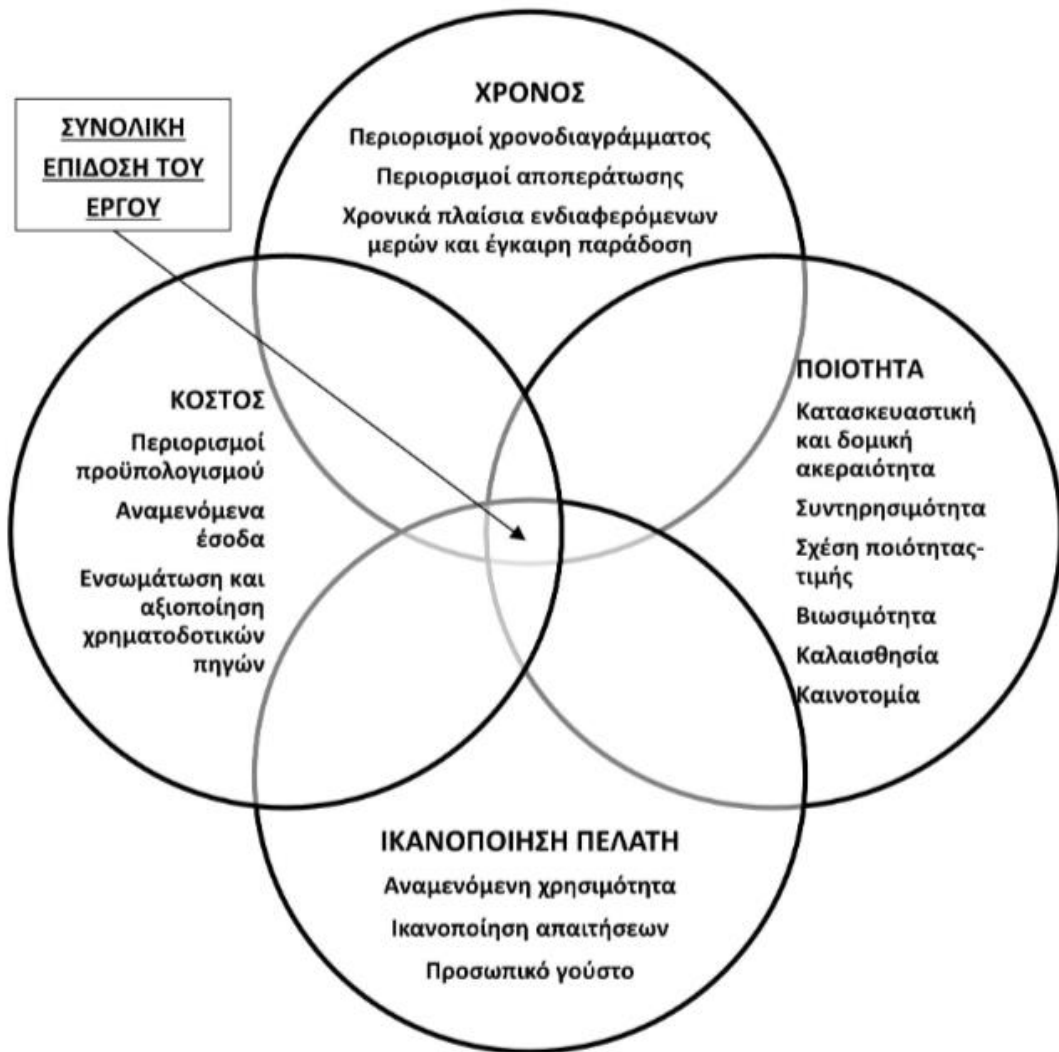 ΧΡΟΝΟΣ
Περιορισμοί χρονοδιαγράμματος
Περιορισμοί αποπεράτωσης
Χρονικά πλαίσια ενδιαφερόμενων
μερών και έγκαιρη παράδοση
ΣΥΝΟΛΙΚΗ
ΕΠΙΔΟΣΗ ΤΟΥ
ΕΡΓΟΥ
ΚΟΣΤΟΣ
Περιορισμοί
προϋπολογισμού
Αναμενόμενα
έσοδα
Ενσωμάτωση και
αξιοποίηση
χρηματοδοτικών
πηγών
ΠΟΙΟΤΗΤΑ
Κατασκευαστική
και δομική
ακεραιότητα
Συντηρησιμότητα
Σχέση ποιότητας-
τιμής
Βιωσιμότητα
Καλαισθησία
Καινοτομία
ΙΚΑΝΟΠΟΙΗΣΗ ΠΕΛΑΤΗ
Αναμενόμενη χρησιμότητα
Ικανοποίηση απαιτήσεων
Προσωπικό γούστο